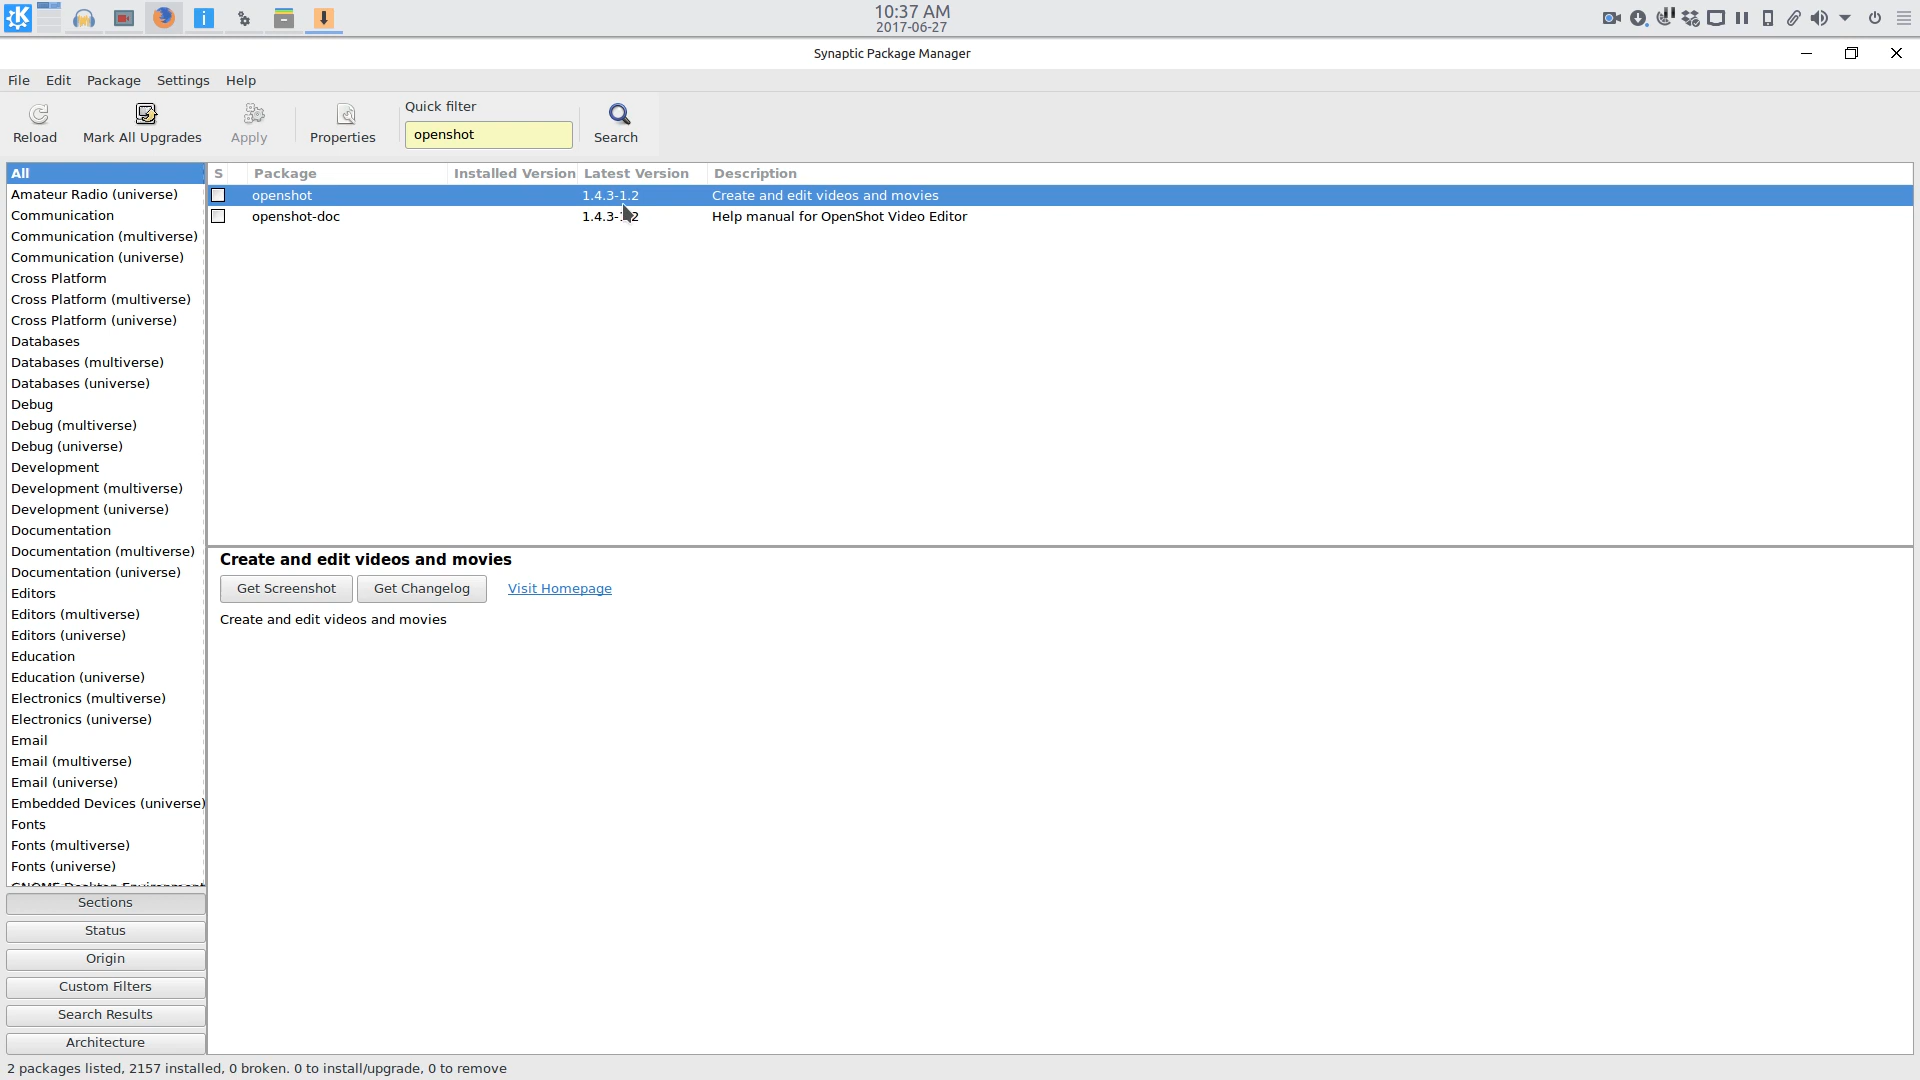 10:37 AM
2017-06-27
Synaptic Package Manager
File Edit Package Settings Help
Reload
Mark All Upgrades
Apply
Properties
Quick filter
openshot
Search
All
Amateur Radio (universe)
Communication
Communication (multiverse)
Communication (universe)
Cross Platform
Cross Platform (multiverse)
Cross Platform (universe)
Databases
Databases (multiverse)
Databases (universe)
Debug
Debug (multiverse)
Debug (universe)
Development
Development (multiverse)
Development (universe)
Documentation
Documentation (multiverse)
Documentation (universe)
Editors
Editors (multiverse)
Editors (universe)
Education
Education (universe)
Electronics (multiverse)
Electronics (universe)
Email
Email (multiverse)
Email (universe)
Embedded Devices (universe)
Fonts
Fonts (multiverse)
Fonts (universe)
Sections
Status
Origin
Custom Filters
Search Results
Architecture
S Package Installed Version Latest Version Description
openshot 1.4.3-1.2 Create and edit videos and movies
openshot-doc 1.4.3-1.2 Help manual for OpenShot Video Editor
Create and edit videos and movies
Get Screenshot Get Changelog Visit Homepage
Create and edit videos and movies
2 packages listed, 2157 installed, 0 broken. 0 to install/upgrade, 0 to remove